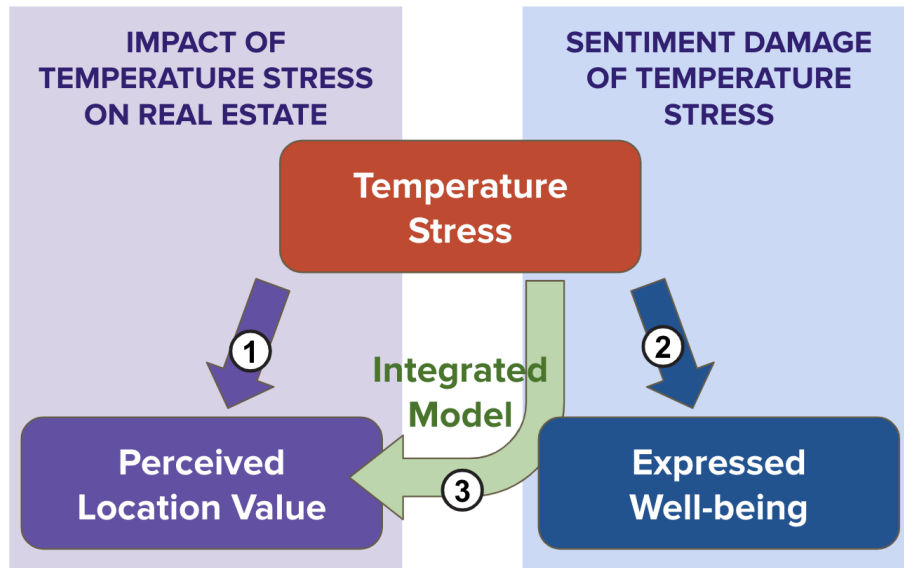 IMPACT OF
TEMPERATURE STRESS
ON REAL ESTATE
SENTIMENT DAMAGE
OF TEMPERATURE
STRESS
Temperature
Stress
1
2
Integrated
Model
3
Perceived
Location Value
Expressed
Well-being